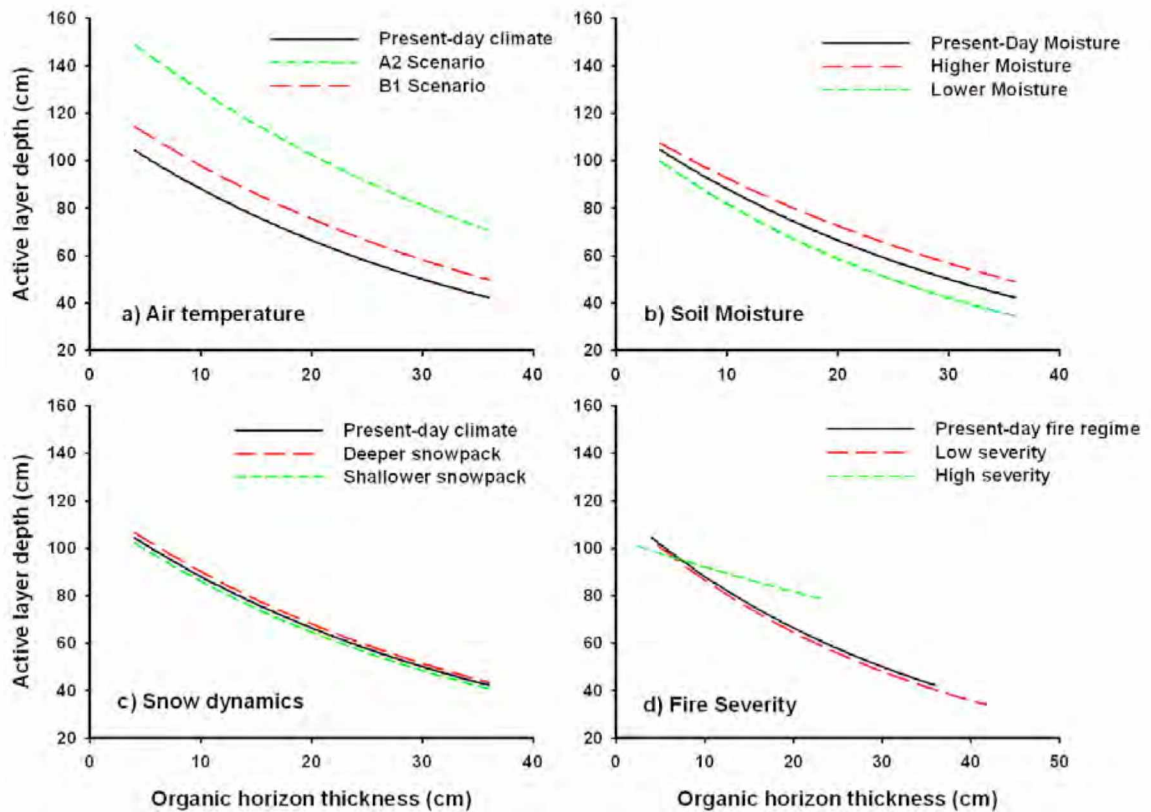 160
140
120
100
80
60
40
20
Active layer depth (cm)
Present-day climate
A2 Scenario
B1 Scenario
a) Air temperature
0 10 20 30 40
160
140
120
100
80
60
40
20
Present-Day Moisture
Higher Moisture
Lower Moisture
b) Soil Moisture
0 10 20 30 40
160
140
120
100
80
60
40
20
Active layer depth (cm)
Present-day climate
Deeper snowpack
Shallower snowpack
c) Snow dynamics
0 10 20 30 40
Organic horizon thickness (cm)
160
140
120
100
80
60
40
20
Present-day fire regime
Low severity
High severity
d) Fire Severity
0 10 20 30 40 50
Organic horizon thickness (cm)